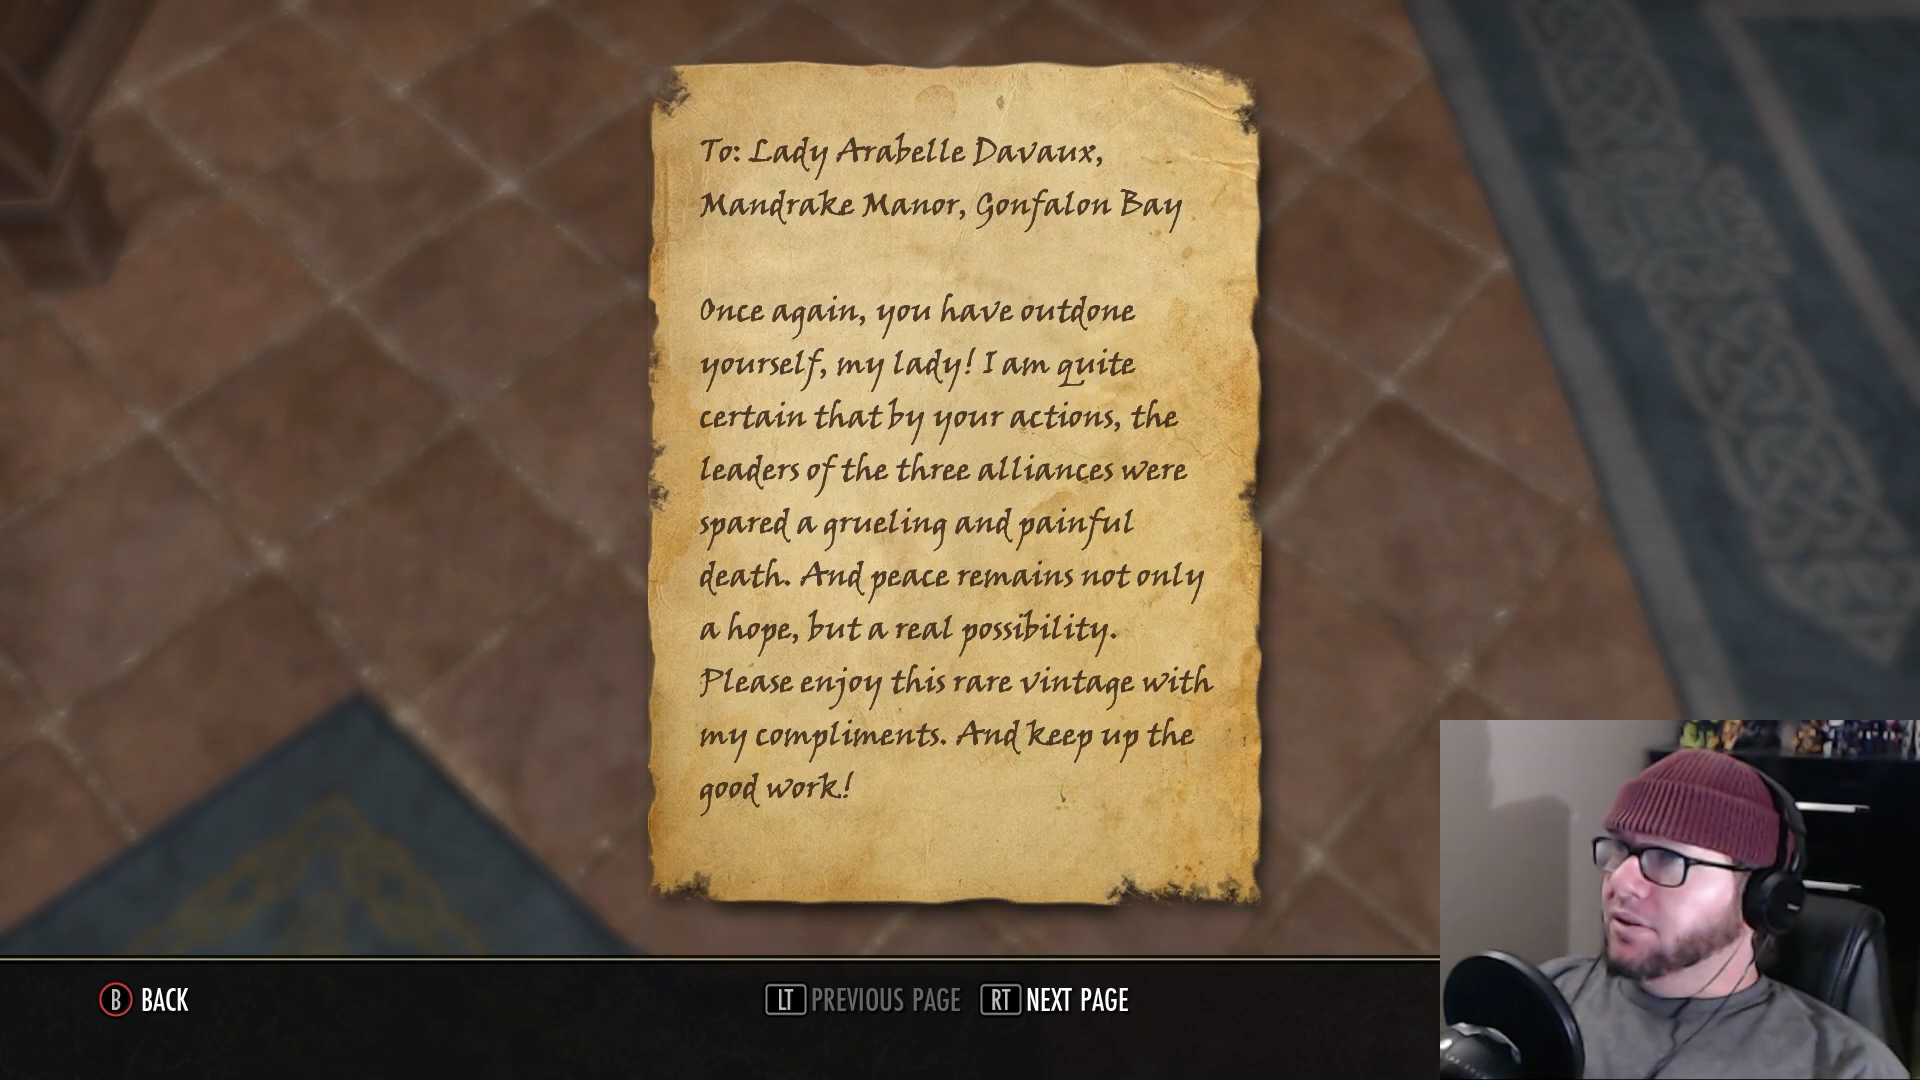 To: Lady Arabelle Davaux,
Mandrake Manor, Gonfalon Bay
Once again, you have outdone
yourself, my lady! I am quite
certain that by your actions, the
leaders of the three alliances were
spared a grueling and painful
death. And peace remains not only
a hope, but a real possibility.
Please enjoy this rare vintage with
my compliments. And keep up the
good work!
B BACK
LT PREVIOUS PAGE RT NEXT PAGE